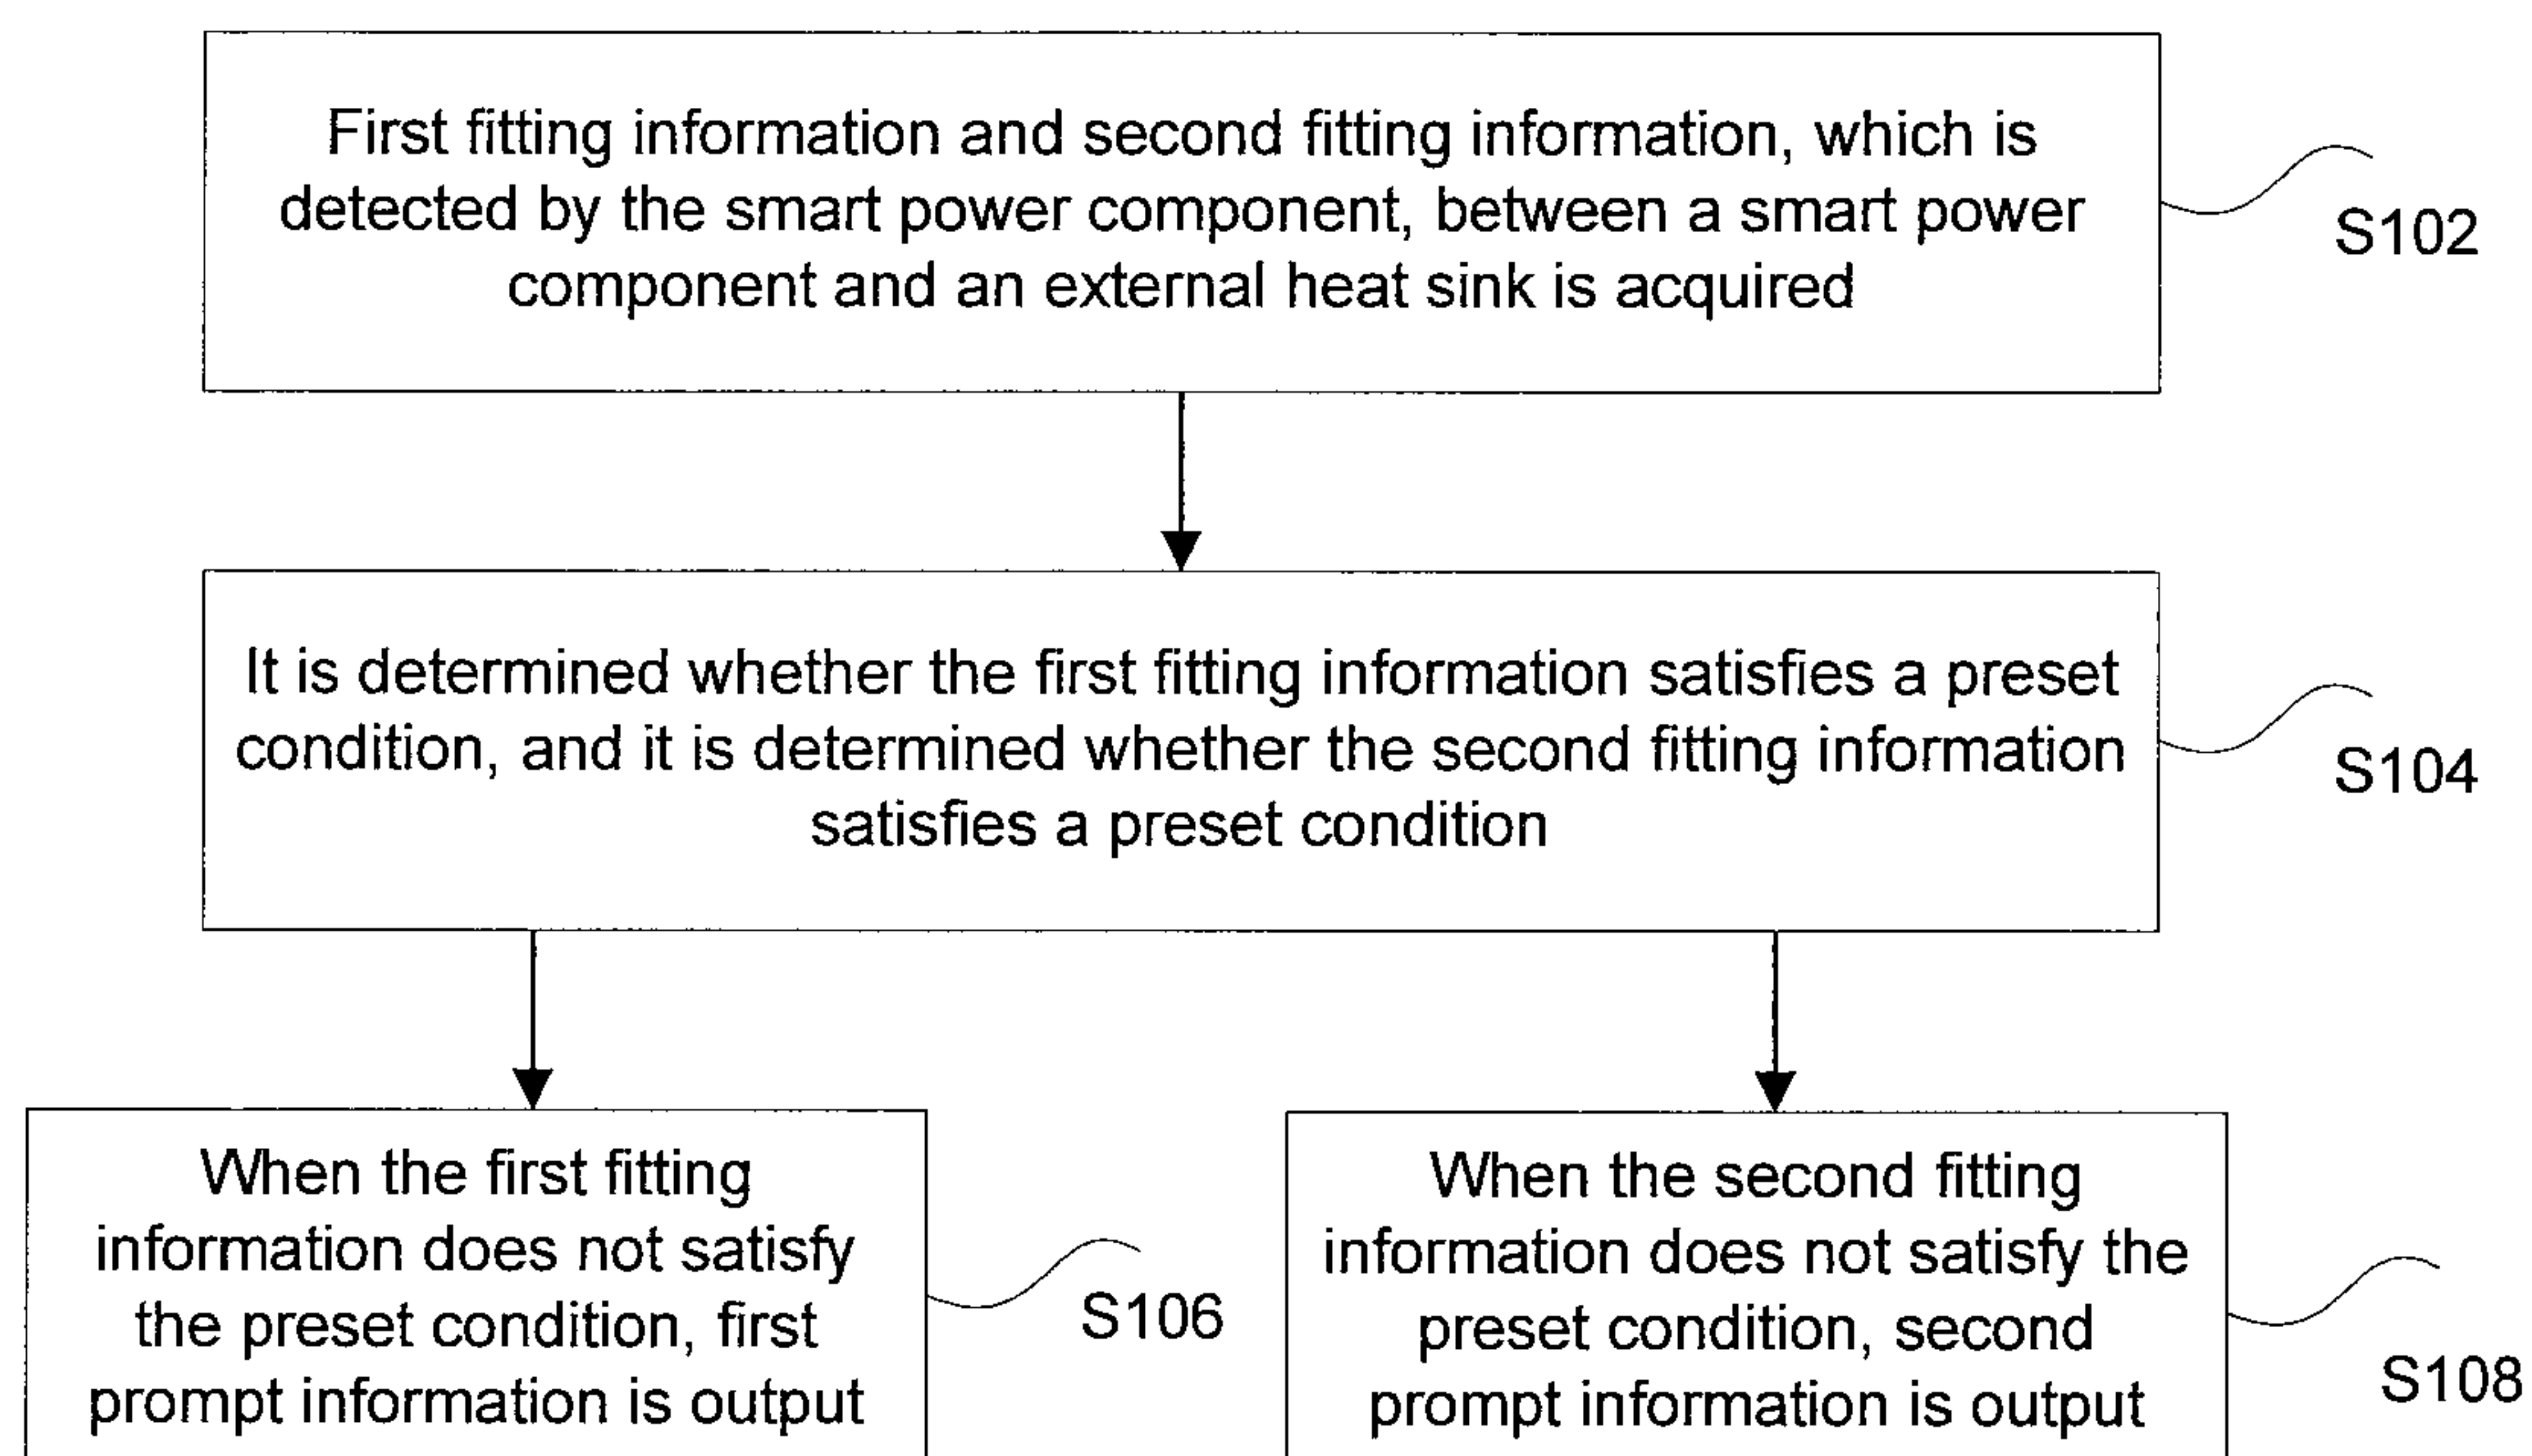 First fitting information and second fitting information, which is
detected by the smart power component, between a smart power
component and an external heat sink is acquired
S102
It is determined whether the first fitting information satisfies a preset
condition, and it is determined whether the second fitting information
satisfies a preset condition
S104
When the first fitting
information does not satisfy
the preset condition, first
prompt information is output
S106
When the second fitting
information does not satisfy the
preset condition, second
prompt information is output
S108